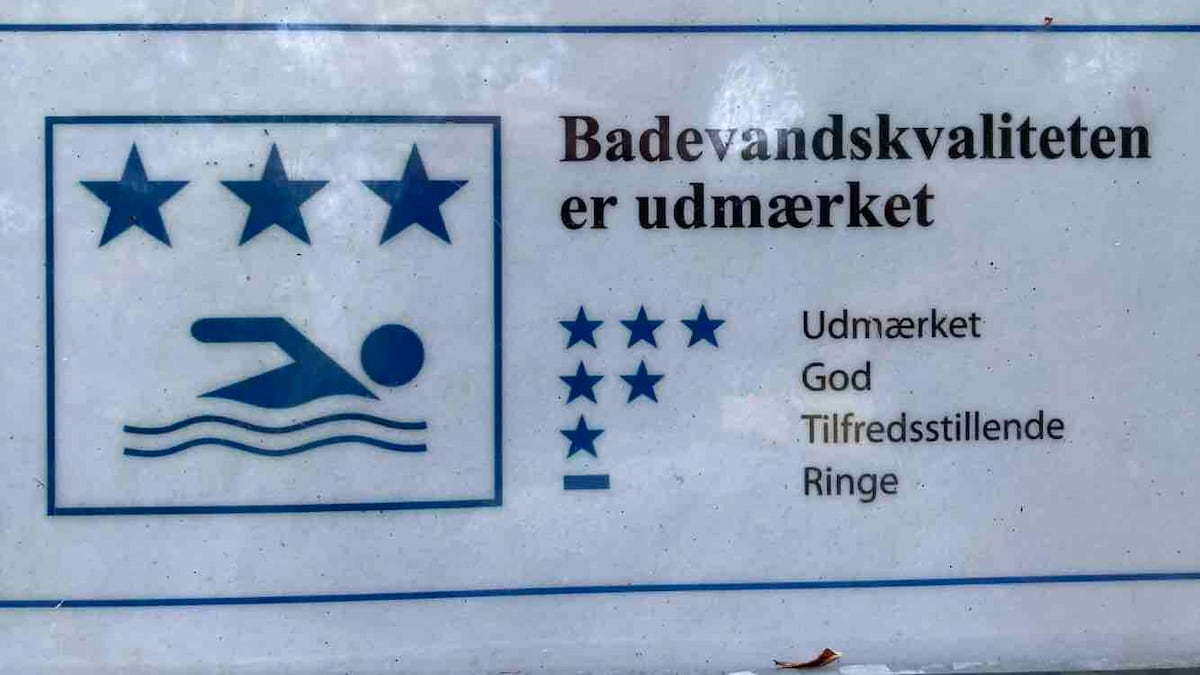 Badevandskvaliteten
er udmærket
Udmærket
God
Tilfredsstillende
Ringe